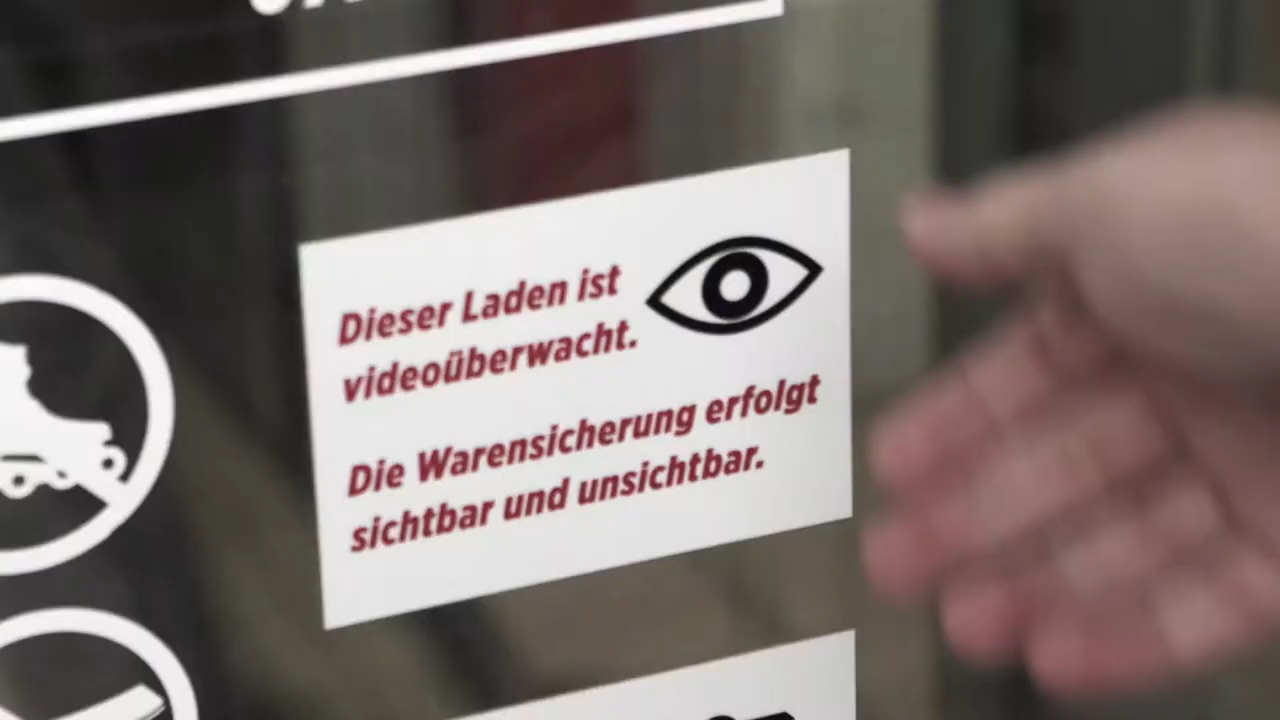 Dieser Laden ist
videoüberwacht.
Die Warensicherung erfolgt
sichtbar und unsichtbar.